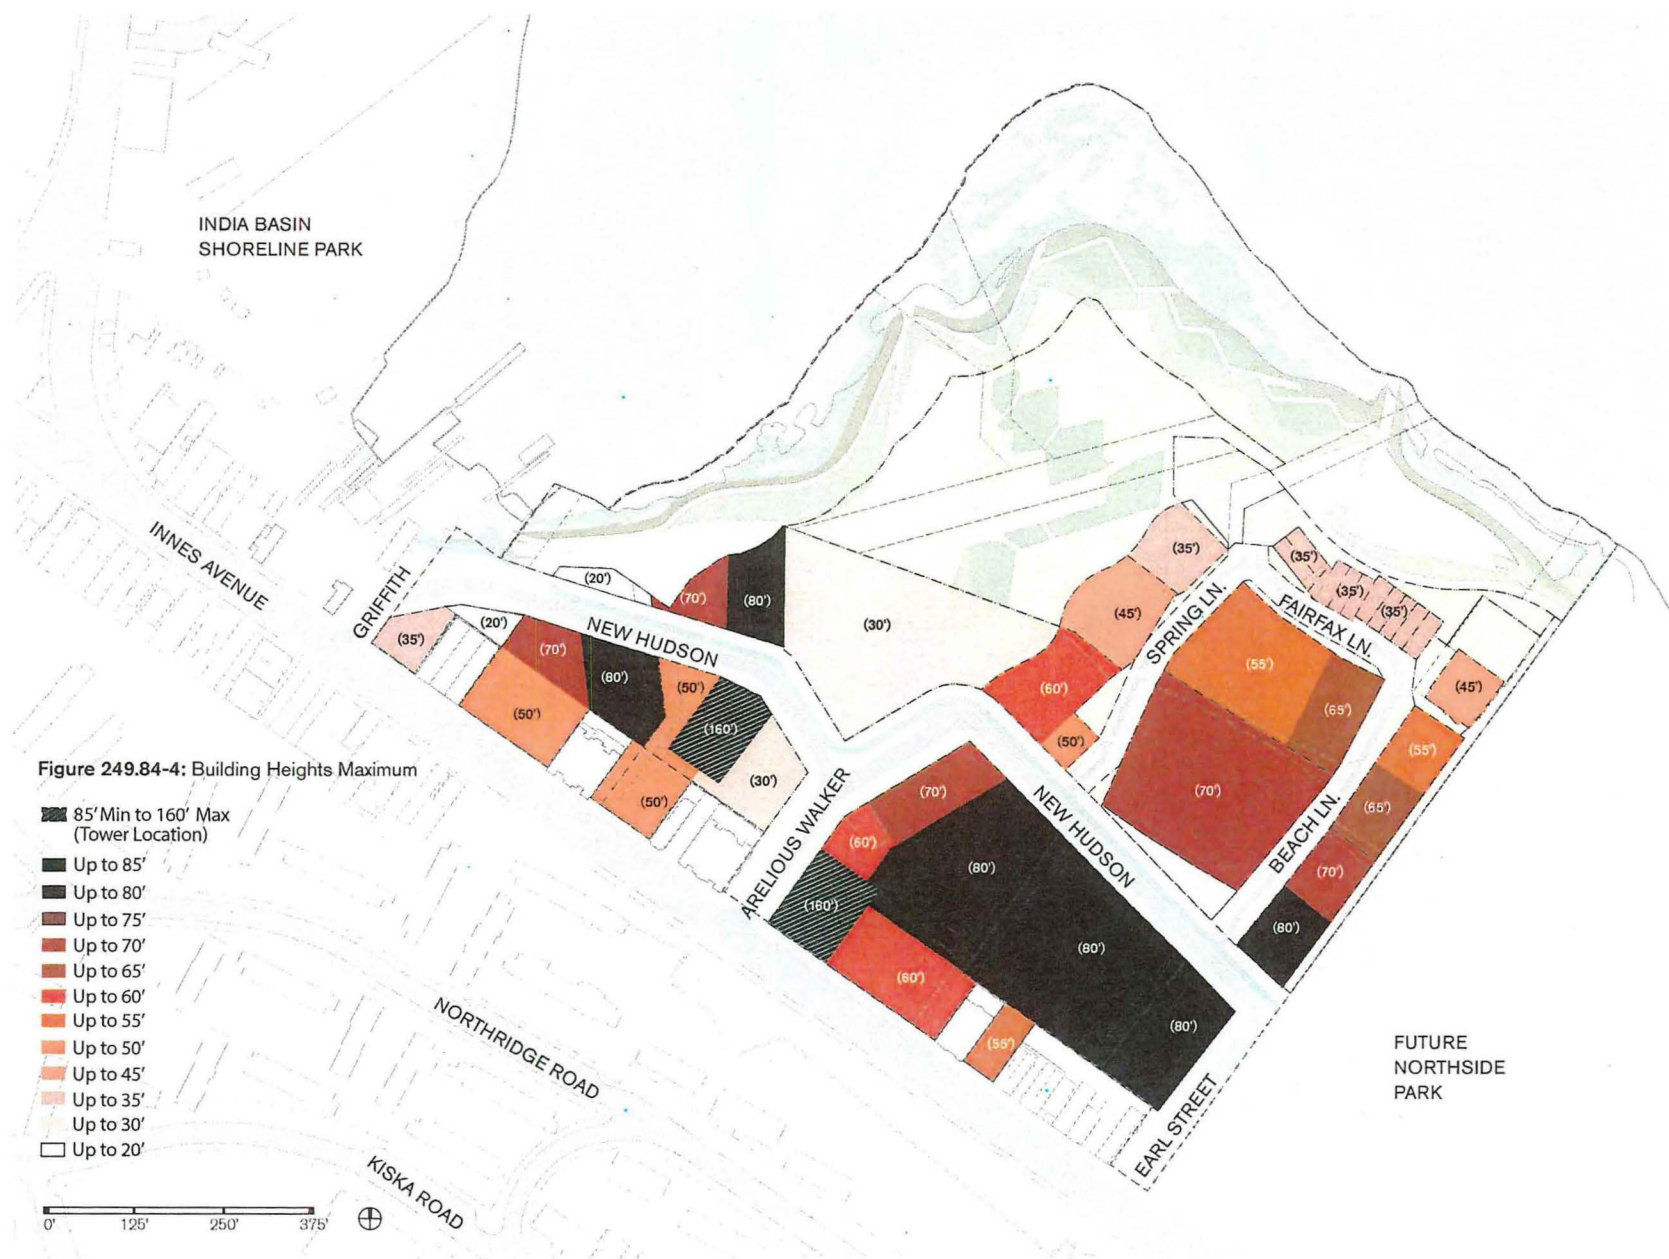 INDIA BASIN
SHORELINE PARK
INNES AVENUE
GRIFFITH
(20')
(35')
(20')
NEW HUDSON
(70')
(80')
(70')
(80')
(50')
(50')
(160')
(50')
(30')
(30')
(35')
(45')
(60')
(50')
SPRING LN.
FAIRFAX LN.
(35')
(35')
(35')
(55')
(65')
(70')
(45')
(55')
(65')
(70')
(80')
BEACH LN.
NEW HUDSON
ARELIOUS WALKER
(70')
(60')
(160')
(80')
(80')
(80')
(60')
(55')
EARL STREET
FUTURE
NORTHSIDE
PARK
NORTHRIDGE ROAD
KISKA ROAD
Figure 249.84-4: Building Heights Maximum
85' Min to 160' Max
(Tower Location)
Up to 85'
Up to 80'
Up to 75'
Up to 70'
Up to 65'
Up to 60'
Up to 55'
Up to 50'
Up to 45'
Up to 35'
Up to 30'
Up to 20'
0' 125' 250' 375'